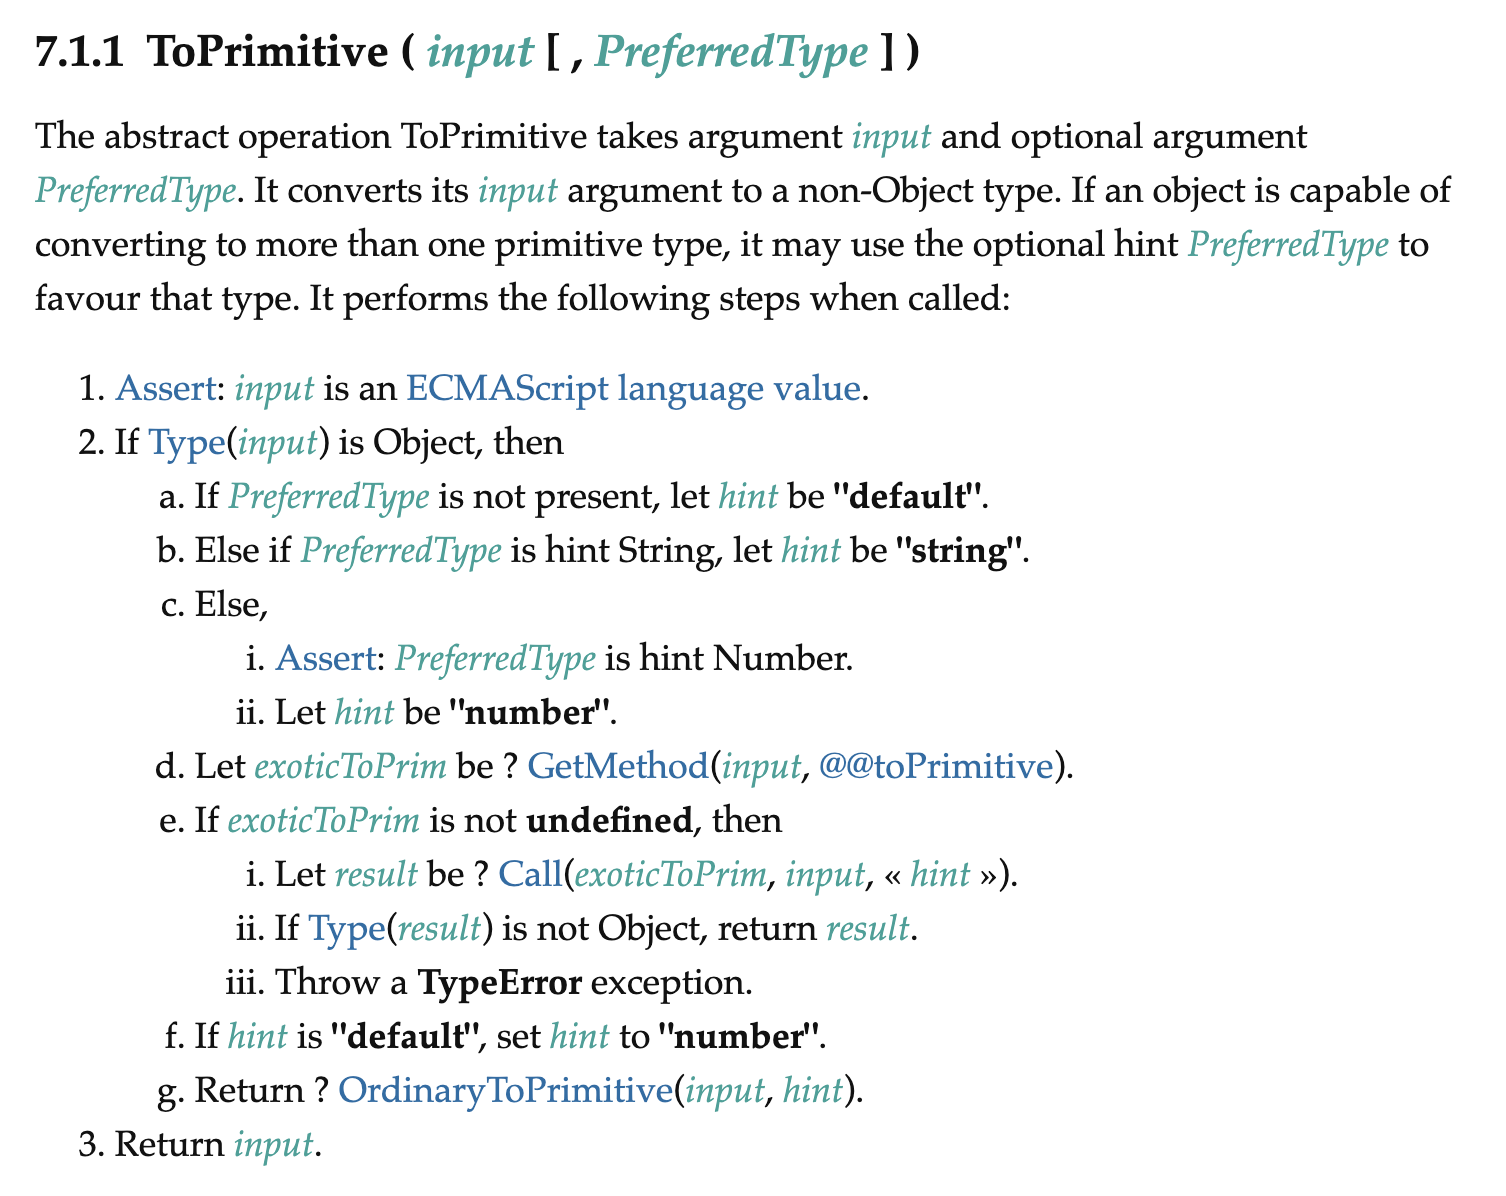 7.1.1 ToPrimitive ( input [ , PreferredType ] )
The abstract operation ToPrimitive takes argument input and optional argument
PreferredType. It converts its input argument to a non-Object type. If an object is capable of
converting to more than one primitive type, it may use the optional hint PreferredType to
favour that type. It performs the following steps when called:
1. Assert: input is an ECMAScript language value.
2. If Type(input) is Object, then
a. If PreferredType is not present, let hint be "default".
b. Else if PreferredType is hint String, let hint be "string".
c. Else,
i. Assert: PreferredType is hint Number.
ii. Let hint be "number".
d. Let exoticToPrim be ? GetMethod(input, @@toPrimitive).
e. If exoticToPrim is not undefined, then
i. Let result be ? Call(exoticToPrim, input, « hint »).
ii. If Type(result) is not Object, return result.
iii. Throw a TypeError exception.
f. If hint is "default", set hint to "number".
g. Return ? OrdinaryToPrimitive(input, hint).
3. Return input.